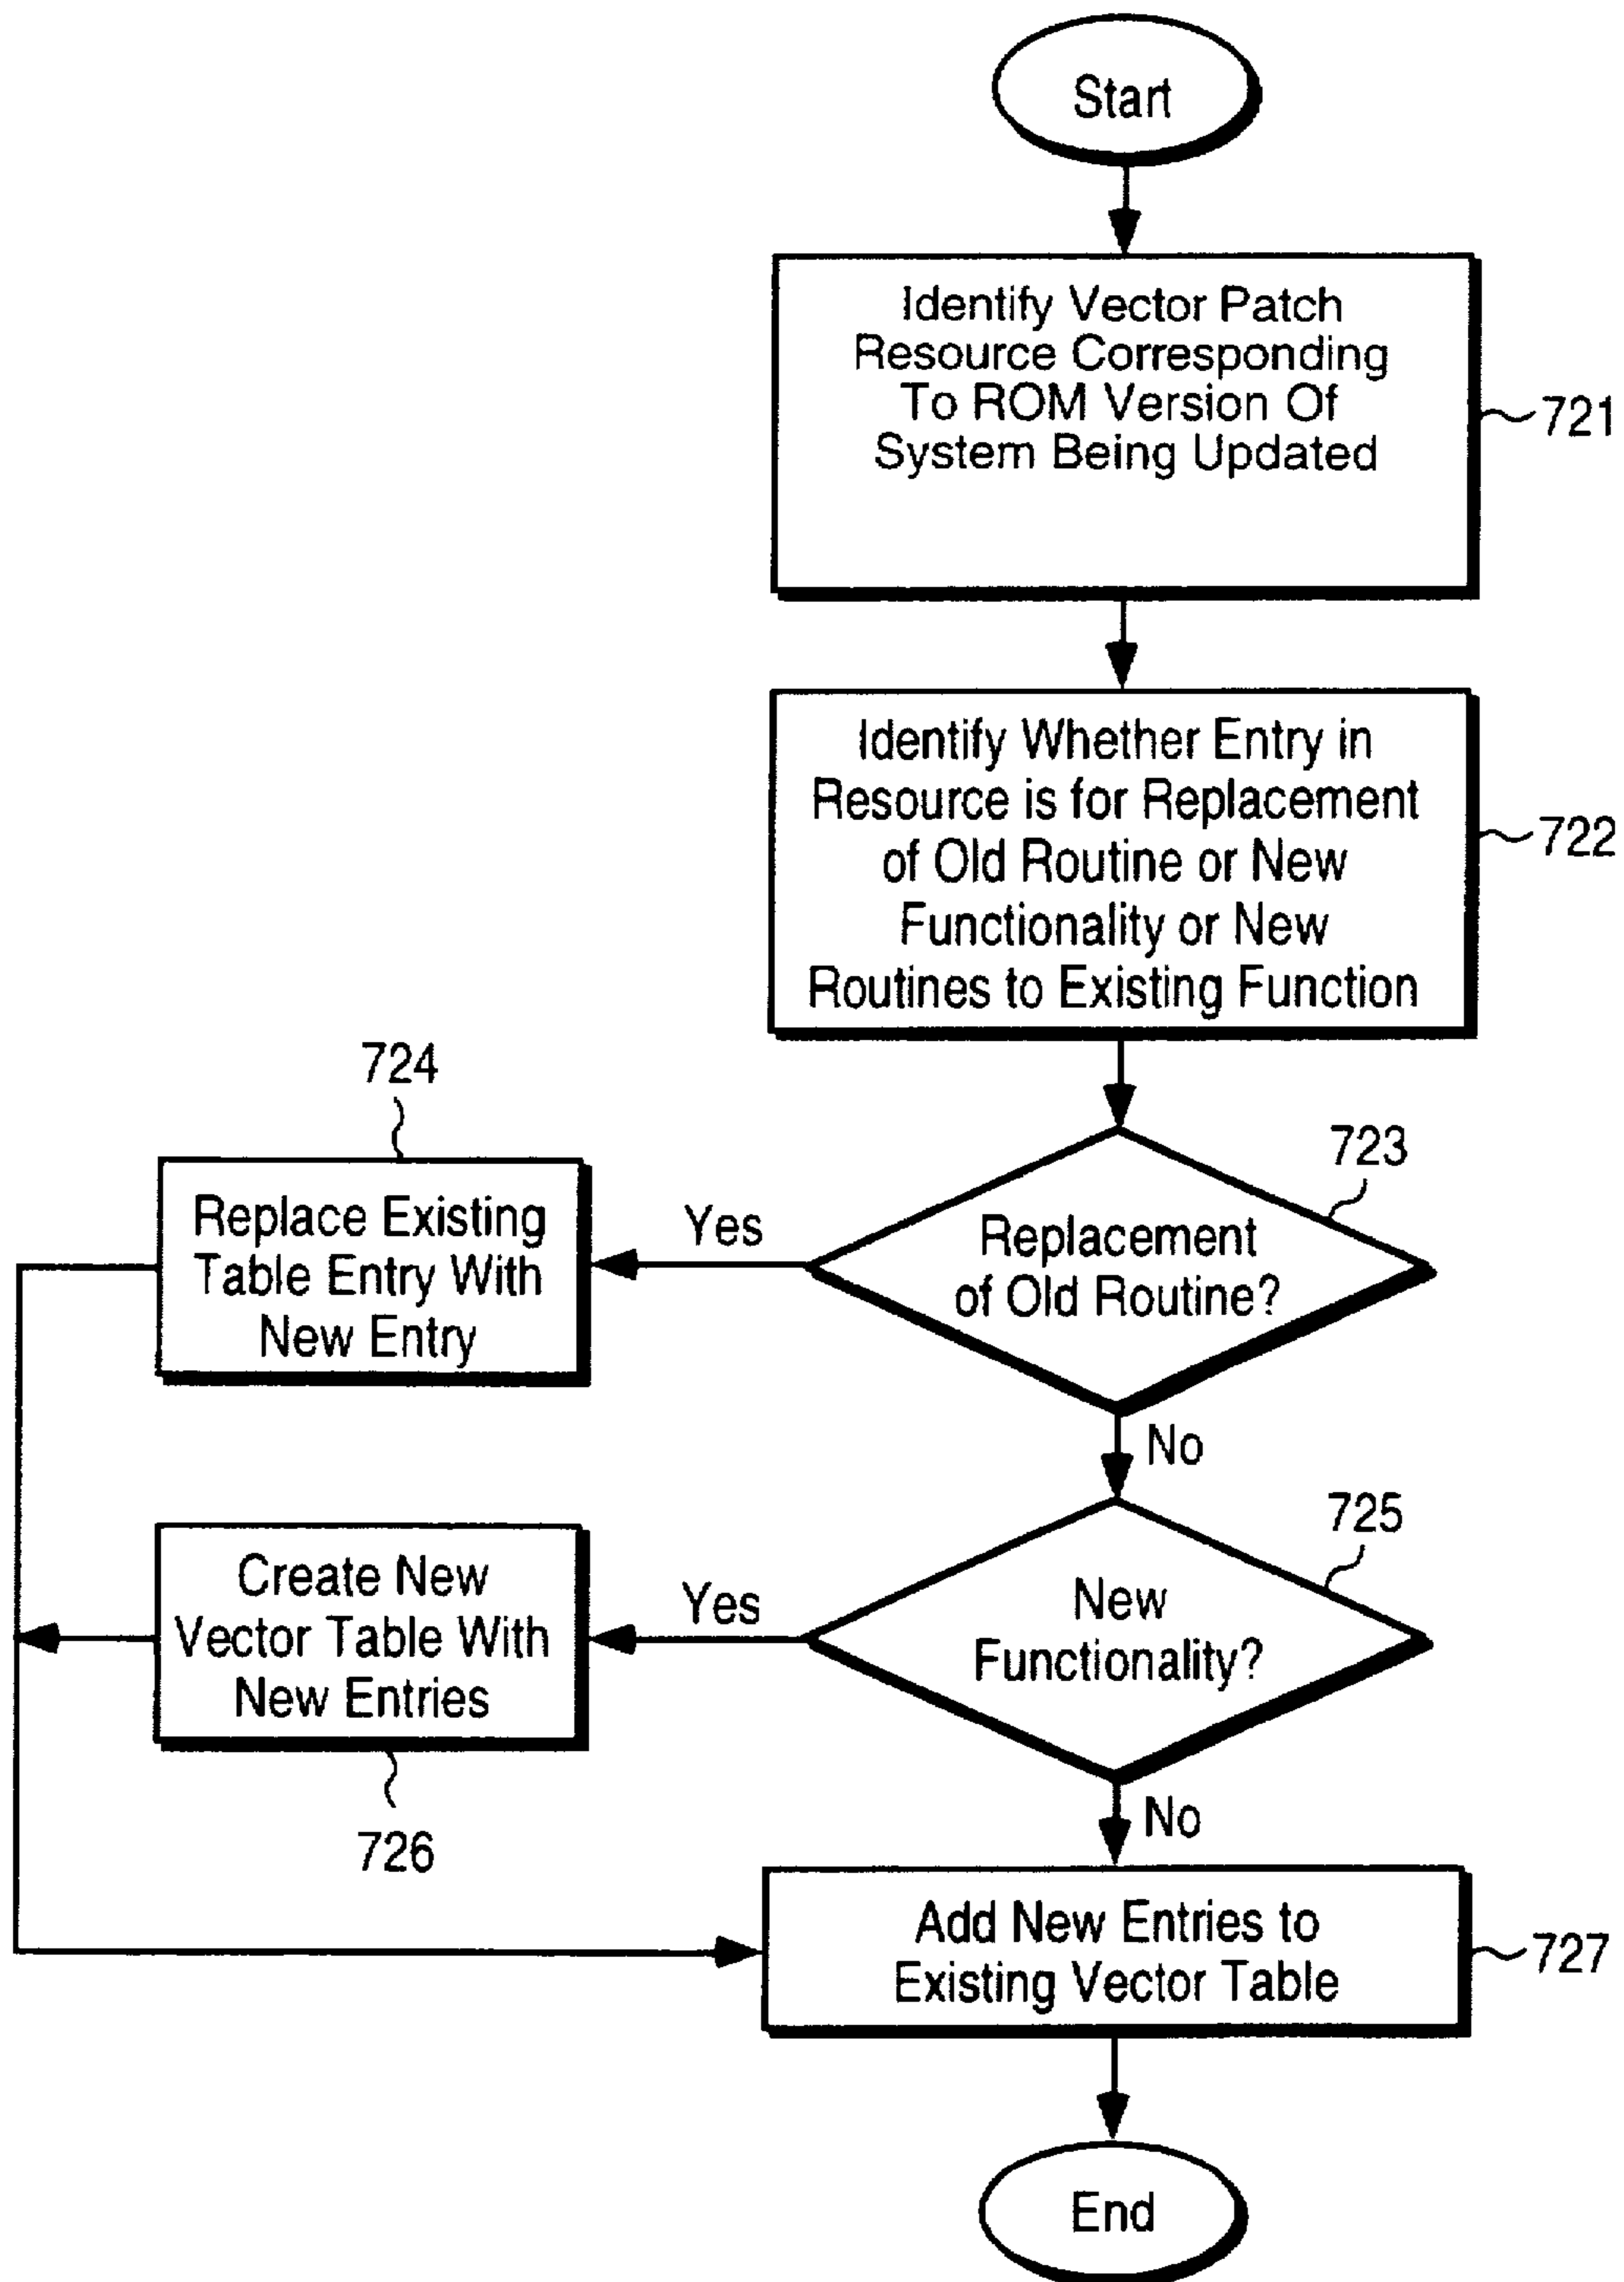 Start
Identify Vector Patch
Resource Corresponding
To ROM Version Of
System Being Updated
721
Identify Whether Entry in
Resource is for Replacement
of Old Routine or New
Functionality or New
Routines to Existing Function
722
723
Replacement
of Old Routine?
Yes
724
Replace Existing
Table Entry With
New Entry
No
725
New
Functionality?
Yes
Create New
Vector Table With
New Entries
726
No
Add New Entries to
Existing Vector Table
727
End